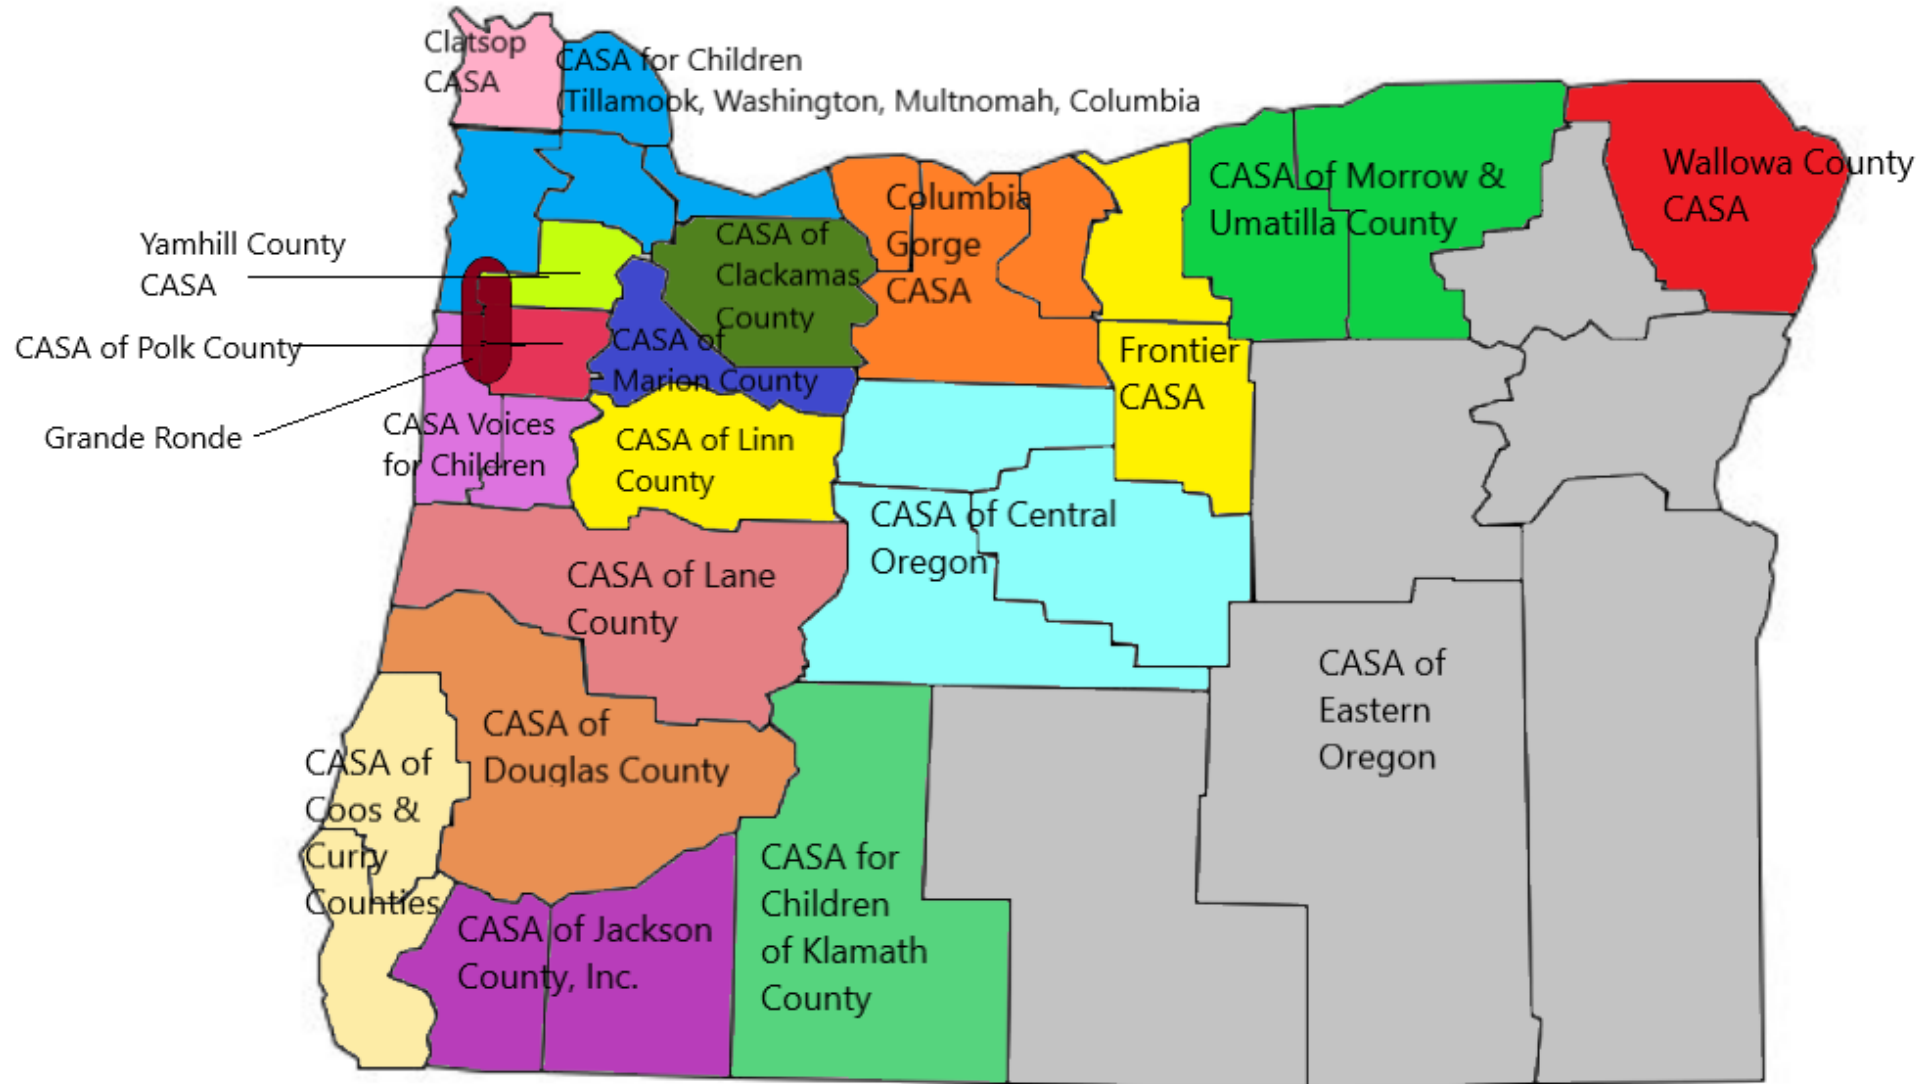 Clatsop
CASA
CASA for Children
(Tillamook, Washington, Multnomah, Columbia
Wallowa County
CASA
CASA of Morrow &
Umatilla County
Columbia
Gorge
CASA
CASA of
Clackamas
County
Yamhill County
CASA
CASA of Polk County
Grande Ronde
CASA of
Marion County
Frontier
CASA
CASA Voices
for Children
CASA of Linn
County
CASA of Central
Oregon
CASA of Lane
County
CASA of
Eastern
Oregon
CASA of
Douglas County
CASA of
Coos &
Curry
Counties
CASA for
Children
of Klamath
County
CASA of Jackson
County, Inc.